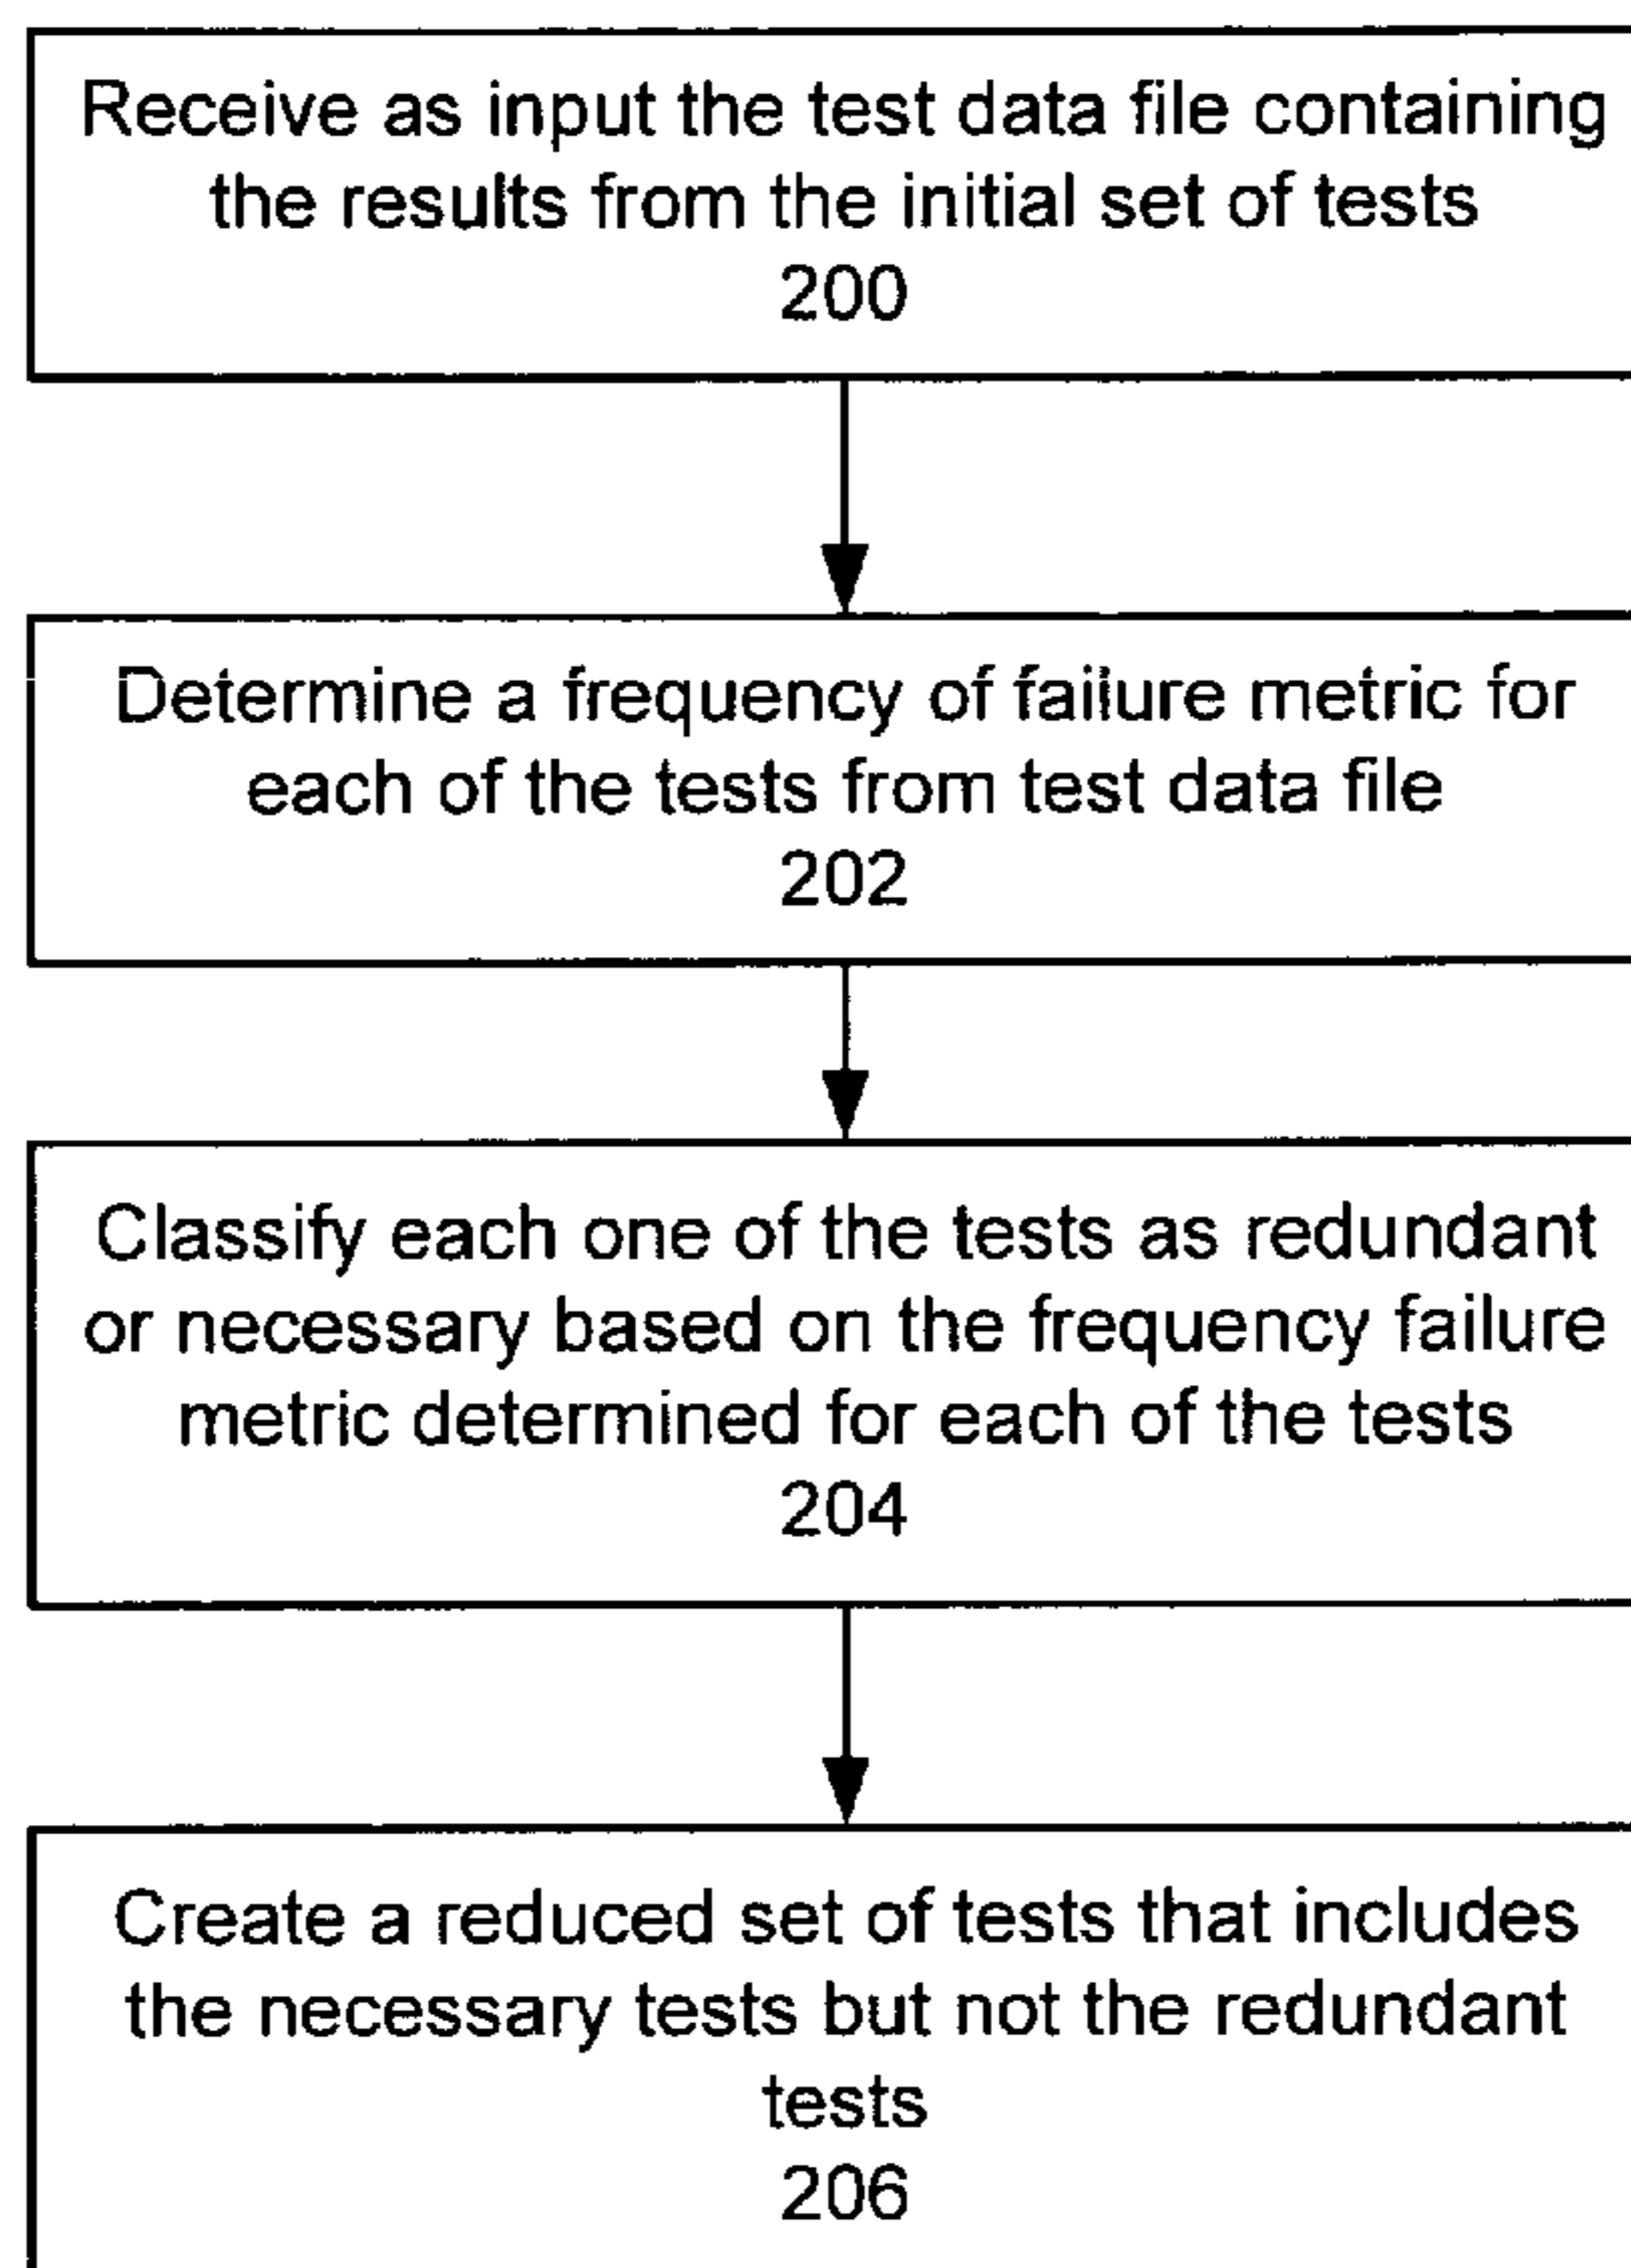 Receive as input the test data file containing
the results from the initial set of tests
200
Determine a frequency of failure metric for
each of the tests from test data file
202
Classify each one of the tests as redundant
or necessary based on the frequency failure
metric determined for each of the tests
204
Create a reduced set of tests that includes
the necessary tests but not the redundant
tests
206